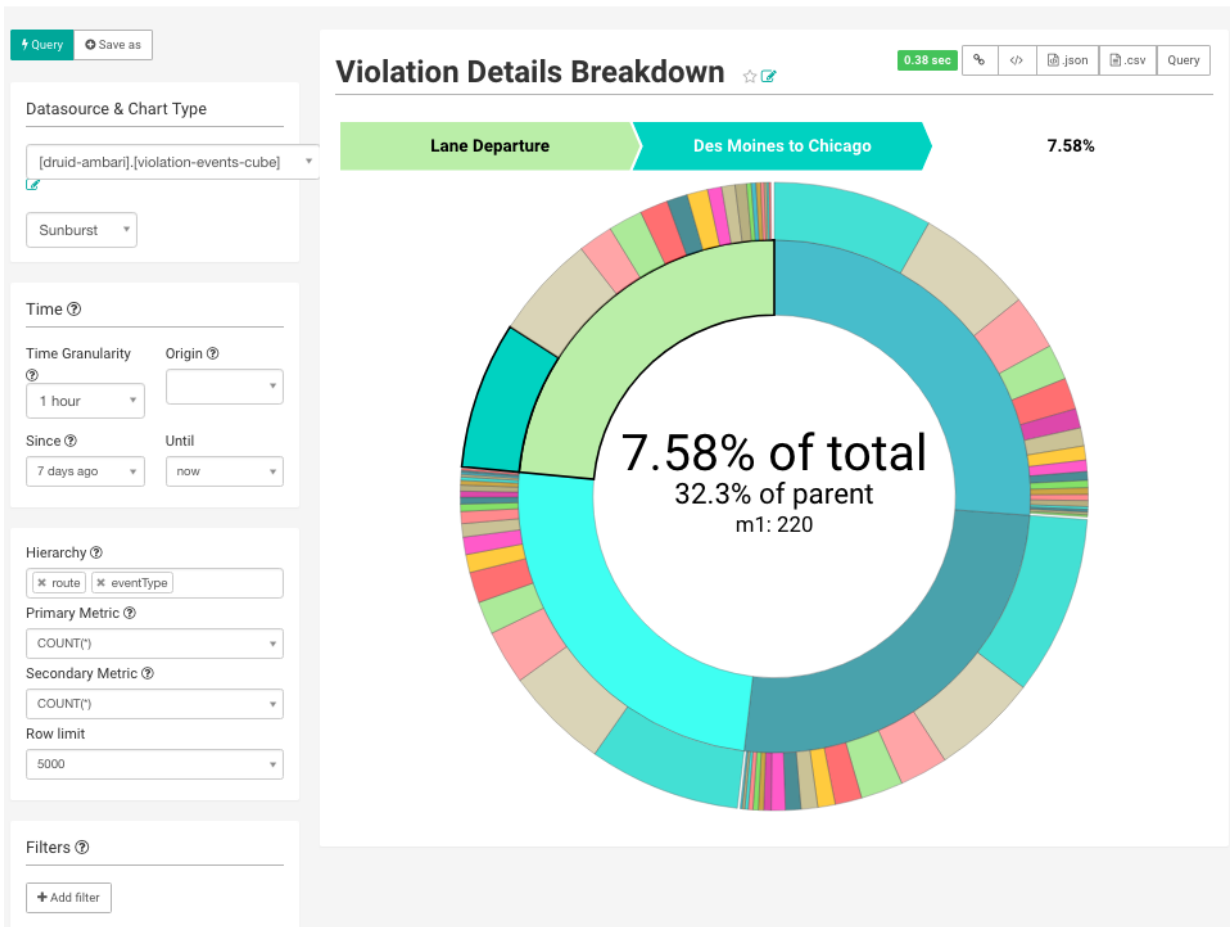 Query Save as
Datasource & Chart Type
[druid-ambari].[violation-events-cube]
Sunburst
Time
Time Granularity Origin
1 hour
Since Until
7 days ago now
Hierarchy
route eventType
Primary Metric
COUNT(*)
Secondary Metric
COUNT(*)
Row limit
5000
Filters
Add filter
Violation Details Breakdown
0.38 sec </> .json .csv Query
Lane Departure Des Moines to Chicago 7.58%
7.58% of total
32.3% of parent
m1: 220